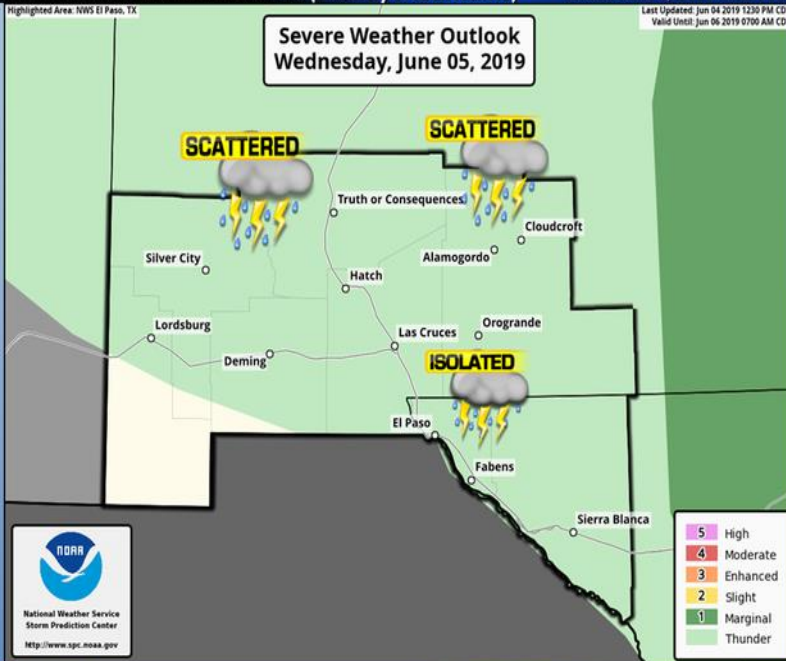 Highlighted Area: NWS El Paso, TX
Last Updated: Jun 04 2019 1230 PM CD
Valid Until: Jun 06 2019 0700 AM CD
Severe Weather Outlook
Wednesday, June 05, 2019
SCATTERED
SCATTERED
Truth or Consequences
Cloudcroft
Silver City
Alamogordo
Hatch
Lordsburg
Las Cruces
Orogrande
Deming
ISOLATED
El Paso
Fabens
Sierra Blanca
NOAA
National Weather Service
Storm Prediction Center
http://www.spc.noaa.gov
5 High
4 Moderate
3 Enhanced
2 Slight
1 Marginal
Thunder